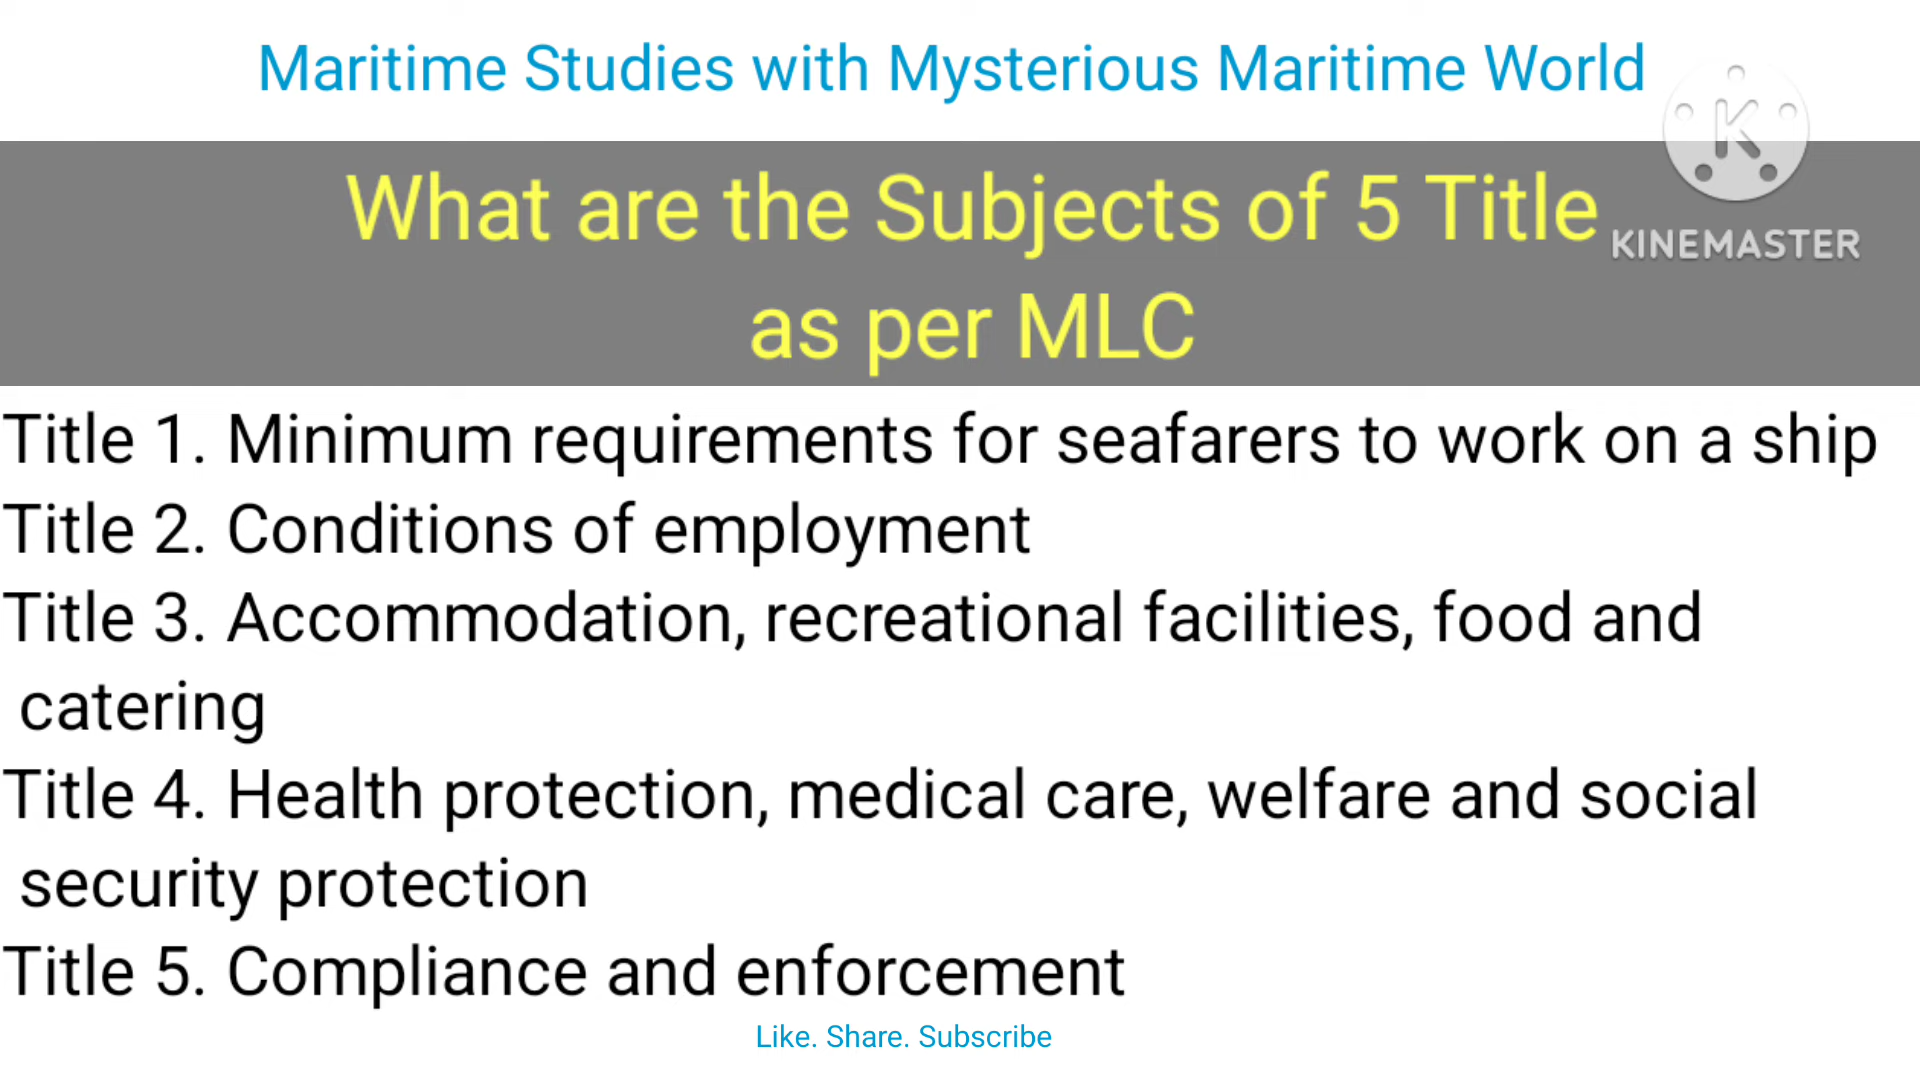 Maritime Studies with Mysterious Maritime World
What are the Subjects of 5 Title
as per MLC
K
KINEMASTER
Title 1. Minimum requirements for seafarers to work on a ship
Title 2. Conditions of employment
Title 3. Accommodation, recreational facilities, food and
catering
Title 4. Health protection, medical care, welfare and social
security protection
Title 5. Compliance and enforcement
Like. Share. Subscribe